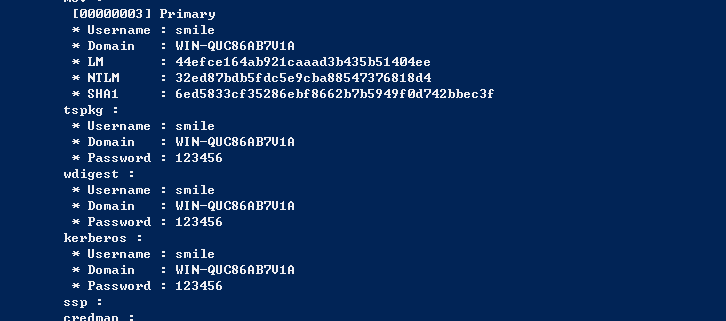 msv :
[00000003] Primary
* Username : smile
* Domain : WIN-QUC86AB7V1A
* LM : 44efce164ab921caaad3b435b51404ee
* NTLM : 32ed87bdb5fdc5e9cba88547376818d4
* SHA1 : 6ed5833cf35286ebf8662b7b5949f0d742bbec3f
tspkg :
* Username : smile
* Domain : WIN-QUC86AB7V1A
* Password : 123456
wdigest :
* Username : smile
* Domain : WIN-QUC86AB7V1A
* Password : 123456
kerberos :
* Username : smile
* Domain : WIN-QUC86AB7V1A
* Password : 123456
ssp :
credman :